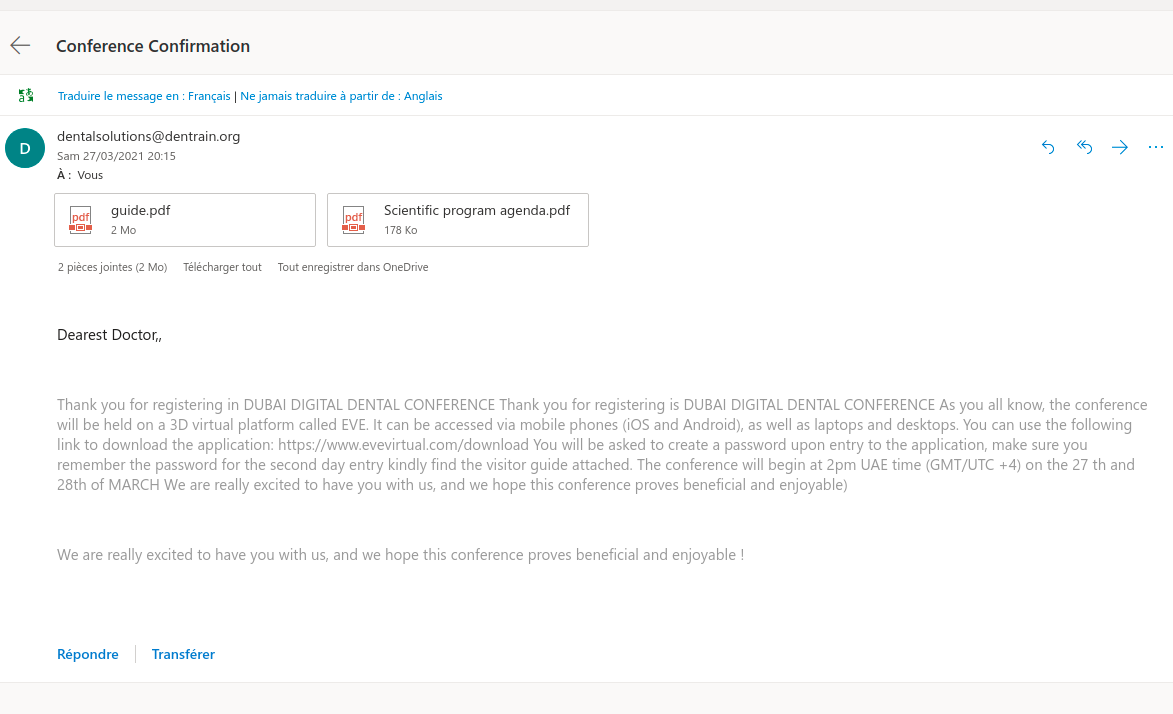 Conference Confirmation
Traduire le message en : Français | Ne jamais traduire à partir de : Anglais
D
dentalsolutions@dentrain.org
Sam 27/03/2021 20:15
À : Vous
pdf
guide.pdf
2 Mo
pdf
Scientific program agenda.pdf
178 Ko
2 pièces jointes (2 Mo) Télécharger tout Tout enregistrer dans OneDrive
Dearest Doctor,,
Thank you for registering in DUBAI DIGITAL DENTAL CONFERENCE Thank you for registering is DUBAI DIGITAL DENTAL CONFERENCE As you all know, the conference
will be held on a 3D virtual platform called EVE. It can be accessed via mobile phones (iOS and Android), as well as laptops and desktops. You can use the following
link to download the application: https://www.evevirtual.com/download You will be asked to create a password upon entry to the application, make sure you
remember the password for the second day entry kindly find the visitor guide attached. The conference will begin at 2pm UAE time (GMT/UTC +4) on the 27 th and
28th of MARCH We are really excited to have you with us, and we hope this conference proves beneficial and enjoyable)
We are really excited to have you with us, and we hope this conference proves beneficial and enjoyable !
Répondre Transférer